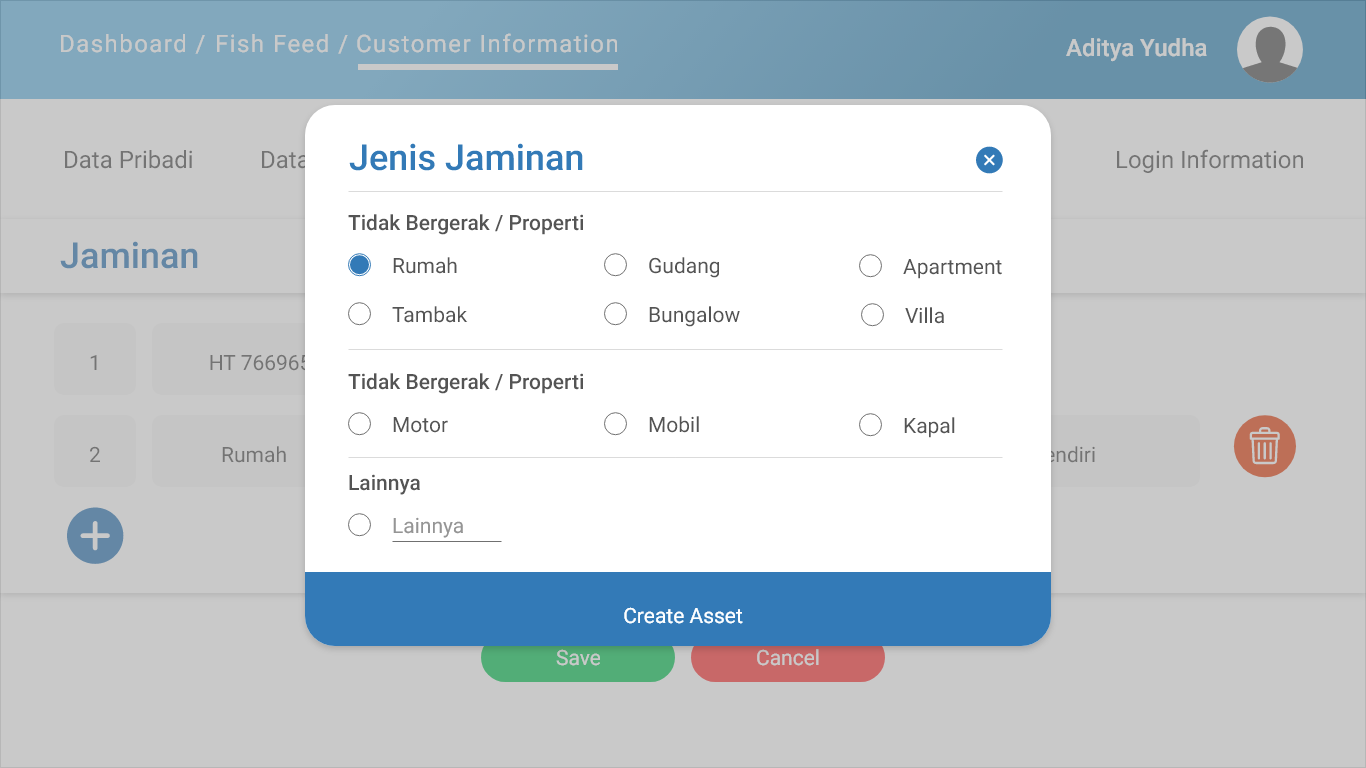 Dashboard / Fish Feed / Customer Information
Aditya Yudha
Data Pribadi
Data
Login Information
Jaminan
1
HT 766965
2
Rumah
endiri
Jenis Jaminan
Tidak Bergerak / Properti
Rumah Gudang Apartment
Tambak Bungalow Villa
Tidak Bergerak / Properti
Motor Mobil Kapal
Lainnya
Lainnya
Create Asset
Save Cancel